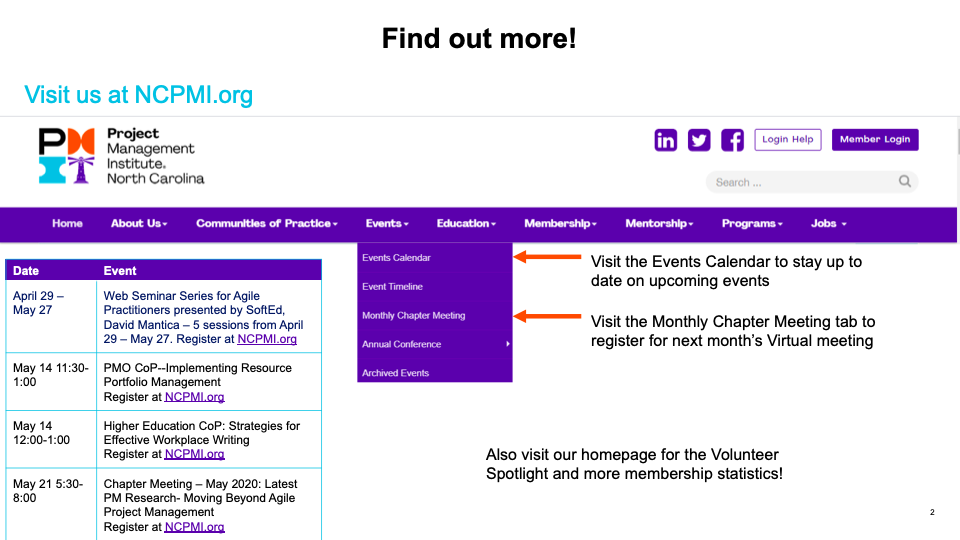 Find out more!
Visit us at NCPMI.org
PM
Project
Management
Institute.
North Carolina
in
f
Login Help
Member Login
Search ...
Home
About Us
Communities of Practice
Events
Education
Membership
Mentorship
Programs
Jobs
Events Calendar
Event Timeline
Monthly Chapter Meeting
Annual Conference
Archived Events
Visit the Events Calendar to stay up to
date on upcoming events
Visit the Monthly Chapter Meeting tab to
register for next month’s Virtual meeting
Date
Event
April 29 –
May 27
Web Seminar Series for Agile
Practitioners presented by SoftEd,
David Mantica – 5 sessions from April
29 – May 27. Register at NCPMI.org
May 14 11:30-
1:00
PMO CoP--Implementing Resource
Portfolio Management
Register at NCPMI.org
May 14
12:00-1:00
Higher Education CoP: Strategies for
Effective Workplace Writing
Register at NCPMI.org
May 21 5:30-
8:00
Chapter Meeting – May 2020: Latest
PM Research- Moving Beyond Agile
Project Management
Register at NCPMI.org
Also visit our homepage for the Volunteer
Spotlight and more membership statistics!
2